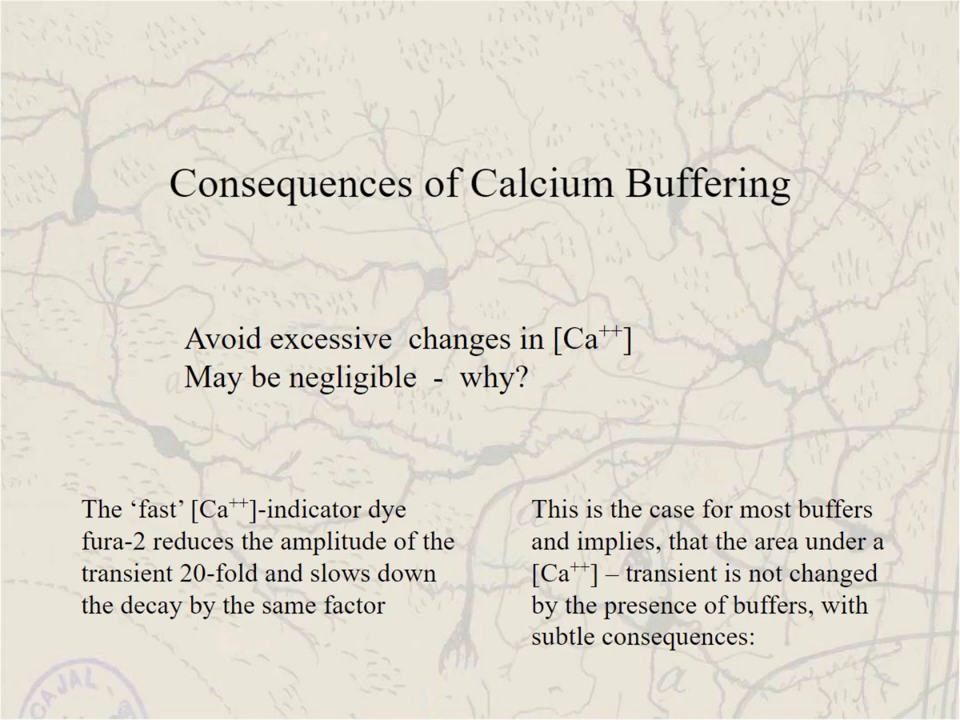 Consequences of Calcium Buffering
Avoid excessive changes in [Ca⁺⁺]
May be negligible - why?
The ‘fast’ [Ca⁺⁺]-indicator dye
fura-2 reduces the amplitude of the
transient 20-fold and slows down
the decay by the same factor
This is the case for most buffers
and implies, that the area under a
[Ca⁺⁺] – transient is not changed
by the presence of buffers, with
subtle consequences:
a
a
a
a
a
CAJAL